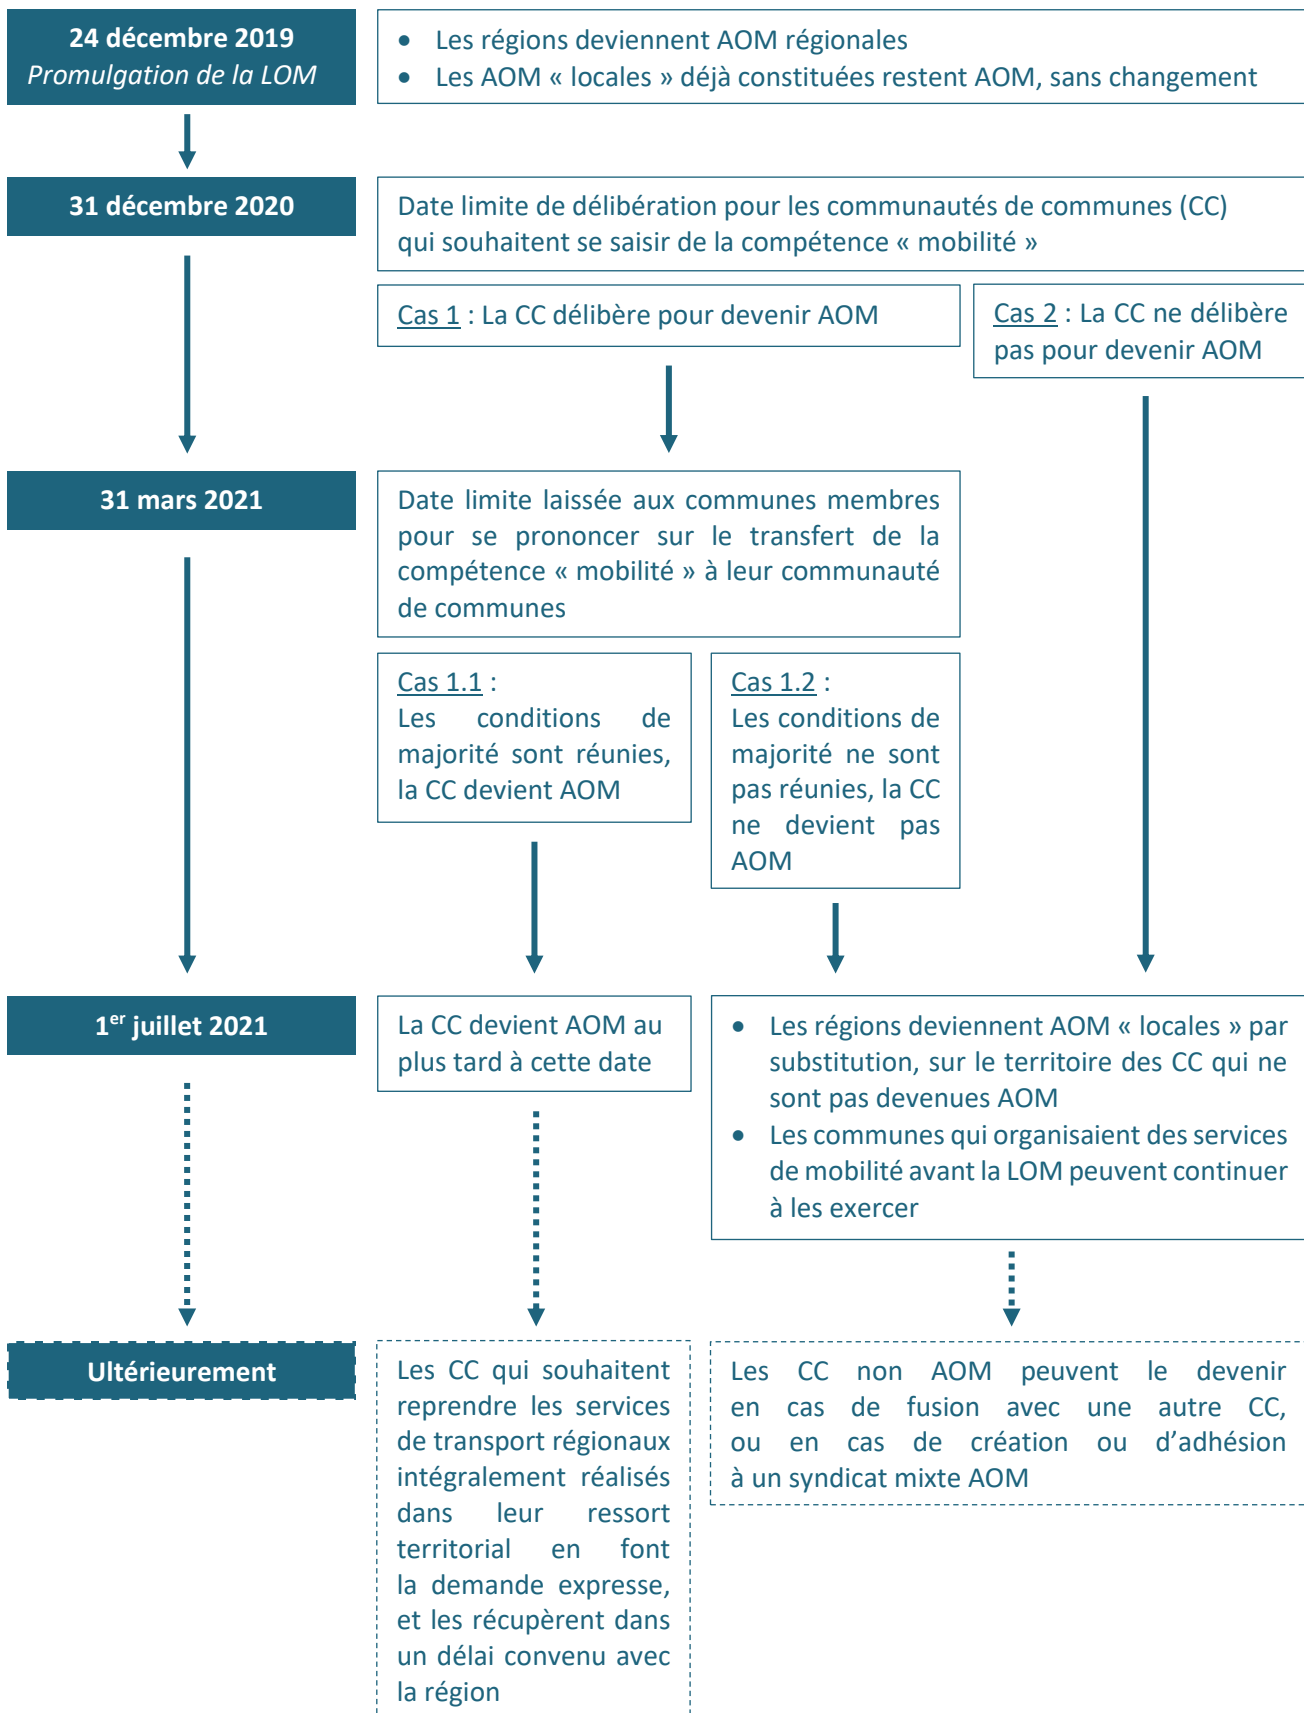 24 décembre 2019
Promulgation de la LOM
• Les régions deviennent AOM régionales
• Les AOM « locales » déjà constituées restent AOM, sans changement
31 décembre 2020
Date limite de délibération pour les communautés de communes (CC)
qui souhaitent se saisir de la compétence « mobilité »
Cas 1 : La CC délibère pour devenir AOM
Cas 2 : La CC ne délibère
pas pour devenir AOM
31 mars 2021
Date limite laissée aux communes membres
pour se prononcer sur le transfert de la
compétence « mobilité » à leur communauté
de communes
Cas 1.1 :
Les conditions de
majorité sont réunies,
la CC devient AOM
Cas 1.2 :
Les conditions de
majorité ne sont
pas réunies, la CC
ne devient pas
AOM
1er juillet 2021
La CC devient AOM au
plus tard à cette date
• Les régions deviennent AOM « locales » par
substitution, sur le territoire des CC qui ne
sont pas devenues AOM
• Les communes qui organisaient des services
de mobilité avant la LOM peuvent continuer
à les exercer
Ultérieurement
Les CC qui souhaitent
reprendre les services
de transport régionaux
intégralement réalisés
dans leur ressort
territorial en font
la demande expresse,
et les récupèrent dans
un délai convenu avec
la région
Les CC non AOM peuvent le devenir
en cas de fusion avec une autre CC,
ou en cas de création ou d'adhésion
à un syndicat mixte AOM